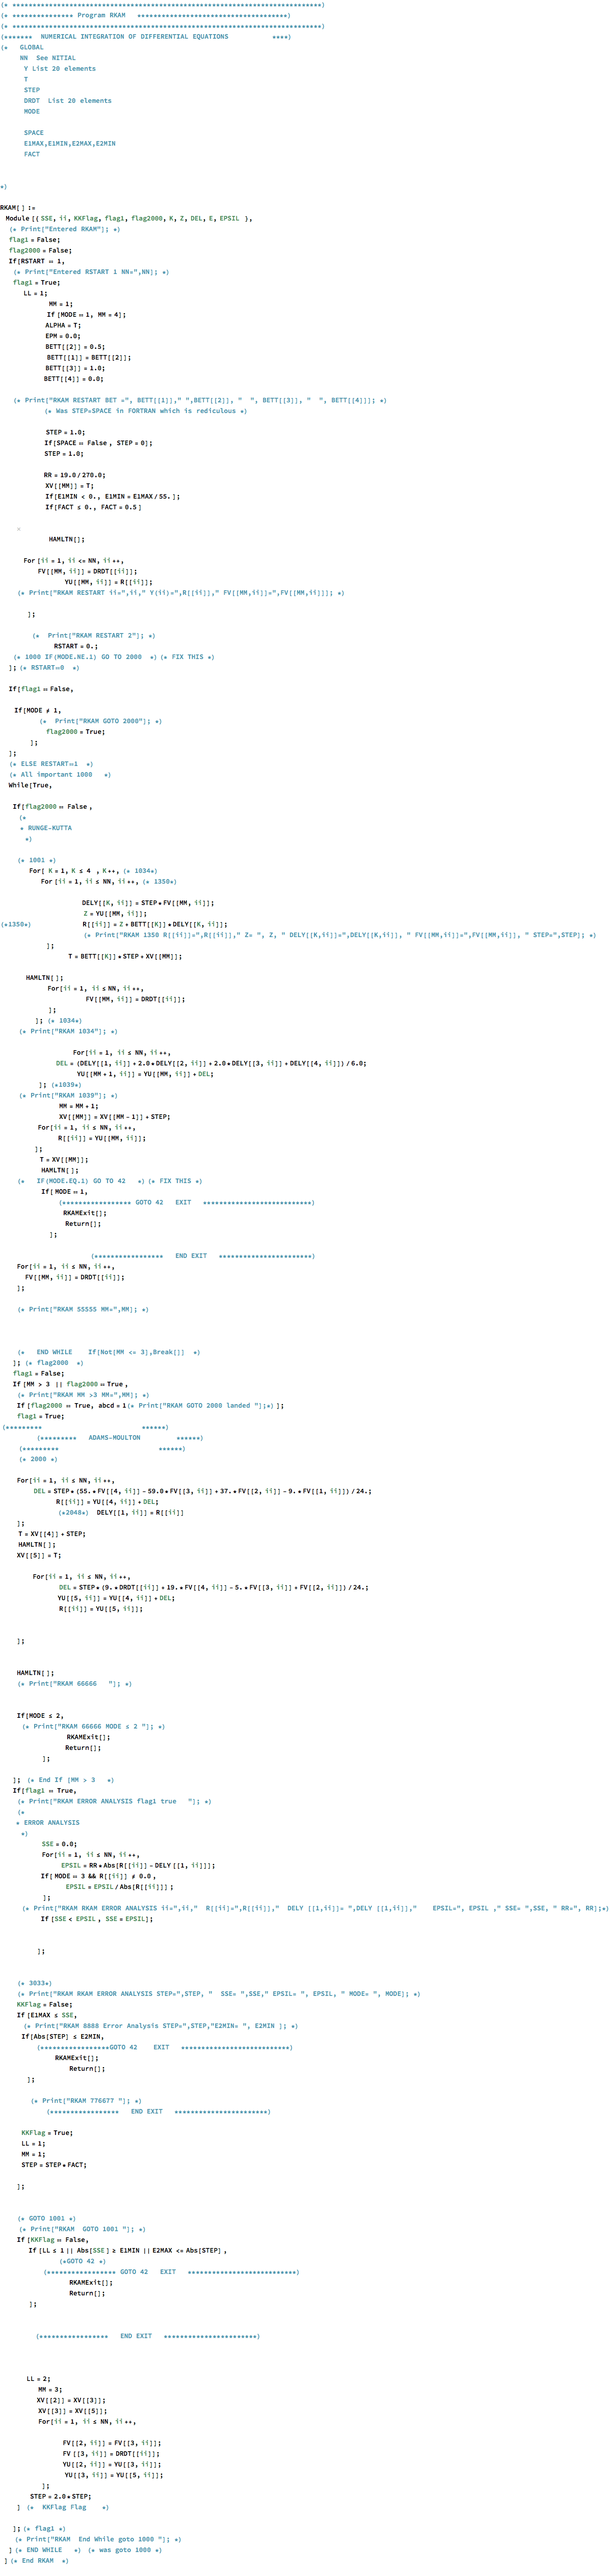 (* ****************************************************************************)
(* *************** Program RKAM   *************************************)
(* ****************************************************************************)
(*******  NUMERICAL INTEGRATION OF DIFFERENTIAL EQUATIONS           ****)
(*   GLOBAL
NN  See NITIAL
Y List 20 elements
T
STEP
DRDT  List 20 elements
MODE
SPACE
E1MAX,E1MIN,E2MAX,E2MIN
FACT
*)
RKAM[] :=
Module[{SSE, ii, KKFlag, flag1, flag2000, K, Z, DEL, E, EPSIL },
(* Print["Entered RKAM"]; *)
flag1 = False;
flag2000 = False;
If[RSTART == 1,
(* Print["Entered RSTART 1 NN=",NN]; *)
flag1 = True;
LL = 1;
MM = 1;
If [MODE == 1, MM = 4];
ALPHA = T;
EPM = 0.0;
BETT[[2]] = 0.5;
BETT[[1]] = BETT[[2]];
BETT[[3]] = 1.0;
BETT[[4]] = 0.0;
(* Print["RKAM RESTART BET =", BETT[[1]]," ",BETT[[2]], "  ", BETT[[3]], "  ", BETT[[4]]]; *)
(* Was STEP=SPACE in FORTRAN which is rediculous *)
STEP = 1.0;
If[SPACE == False, STEP = 0];
STEP = 1.0;
RR = 19.0/270.0;
XV[[MM]] = T;
If[E1MIN < 0., E1MIN = E1MAX/55.];
If[FACT ≤ 0., FACT = 0.5]
×
HAMLTN[];
For[ii = 1, ii <= NN, ii++,
FV[[MM, ii]] = DRDT[[ii]];
YU[[MM, ii]] = R[[ii]];
(* Print["RKAM RESTART ii=",ii," Y(ii)=",R[[ii]]," FV[[MM,ii]]=",FV[[MM,ii]]]; *)
];
(*  Print["RKAM RESTART 2"]; *)
RSTART = 0.;
(* 1000 IF(MODE.NE.1) GO TO 2000  *)(* FIX THIS *)
];(* RSTART==0  *)
If[flag1 == False,
If[MODE ≠ 1,
(*  Print["RKAM GOTO 2000"]; *)
flag2000 = True;
];
];
(* ELSE RESTART==1  *)
(* All important 1000   *)
While[True,
If[flag2000 == False,
(*
* RUNGE-KUTTA
*)
(* 1001 *)
For[ K = 1, K ≤ 4 , K++, (* 1034*)
For[ii = 1, ii ≤ NN, ii++, (* 1350*)
DELY[[K, ii]] = STEP*FV[[MM, ii]];
Z = YU[[MM, ii]];
(*1350*)             R[[ii]] = Z + BETT[[K]]*DELY[[K, ii]];
(* Print["RKAM 1350 R[[ii]]=",R[[ii]]," Z= ", Z, " DELY[[K,ii]]=",DELY[[K,ii]], " FV[[MM,ii]]=",FV[[MM,ii]], " STEP=",STEP]; *)
];
T = BETT[[K]]*STEP + XV[[MM]];
HAMLTN[];
For[ii = 1, ii ≤ NN, ii++,
FV[[MM, ii]] = DRDT[[ii]];
];
]; (* 1034*)
(* Print["RKAM 1034"]; *)
For[ii = 1, ii ≤ NN, ii++,
DEL = (DELY[[1, ii]] + 2.0*DELY[[2, ii]] + 2.0*DELY[[3, ii]] + DELY[[4, ii]])/6.0;
YU[[MM + 1, ii]] = YU[[MM, ii]] + DEL;
]; (*1039*)
(* Print["RKAM 1039"]; *)
MM = MM + 1;
XV[[MM]] = XV[[MM - 1]] + STEP;
For[ii = 1, ii ≤ NN, ii++,
R[[ii]] = YU[[MM, ii]];
];
T = XV[[MM]];
HAMLTN[];
(*   IF(MODE.EQ.1) GO TO 42   *)(* FIX THIS *)
If[MODE == 1,
(***************** GOTO 42   EXIT   ***************************)
RKAMExit[];
Return[];
];
(*****************   END EXIT   ***********************)
For[ii = 1, ii ≤ NN, ii++,
FV[[MM, ii]] = DRDT[[ii]];
];
(* Print["RKAM SSSSS MM=",MM]; *)
(*   END WHILE    If[Not[MM <= 3],Break[]]  *)
]; (* flag2000  *)
flag1 = False;
If[MM > 3 || flag2000 == True,
(* Print["RKAM MM >3 MM=",MM]; *)
If[flag2000 == True, abcd = 1(* Print["RKAM GOTO 2000 landed "];*)];
flag1 = True;
(*********                         ******)
(*********   ADAMS-MOULTON         ******)
(*********                         ******)
(* 2000 *)
For[ii = 1, ii ≤ NN, ii++,
DEL = STEP*(55.*FV[[4, ii]] - 59.0*FV[[3, ii]] + 37.*FV[[2, ii]] - 9.*FV[[1, ii]])/24.;
R[[ii]] = YU[[4, ii]] + DEL;
(*2048*)  DELY[[1, ii]] = R[[ii]]
];
T = XV[[4]] + STEP;
HAMLTN[];
XV[[5]] = T;
For[ii = 1, ii ≤ NN, ii++,
DEL = STEP*(9.*DRDT[[ii]] + 19.*FV[[4, ii]] - 5.*FV[[3, ii]] + FV[[2, ii]])/24.;
YU[[5, ii]] = YU[[4, ii]] + DEL;
R[[ii]] = YU[[5, ii]];
];
HAMLTN[];
(* Print["RKAM 66666   "]; *)
If[MODE ≤ 2,
(* Print["RKAM 66666 MODE ≤ 2 "]; *)
RKAMExit[];
Return[];
];
]; (* End If [MM > 3   *)
If[flag1 == True,
(* Print["RKAM ERROR ANALYSIS flag1 true   "]; *)
(*
* ERROR ANALYSIS
*)
SSE = 0.0;
For[ii = 1, ii ≤ NN, ii++,
EPSIL = RR*Abs[R[[ii]] - DELY[[1, ii]]];
If[MODE == 3 && R[[ii]] ≠ 0.0,
EPSIL = EPSIL/Abs[R[[ii]]];
];
(* Print["RKAM RKAM ERROR ANALYSIS ii=",ii,"  R[[ii]=",R[[ii]],"  DELY [[1,ii]]= ",DELY [[1,ii]],"    EPSIL=", EPSIL ," SSE= ",SSE, " RR=", RR];*)
If[SSE < EPSIL, SSE = EPSIL];
];
(* 3033*)
(* Print["RKAM RKAM ERROR ANALYSIS STEP=",STEP, "  SSE= ",SSE," EPSIL= ", EPSIL, " MODE= ", MODE]; *)
KKFlag = False;
If[E1MAX ≤ SSE,
(* Print["RKAM 8888 Error Analysis STEP=",STEP,"E2MIN= ", E2MIN ]; *)
If[Abs[STEP] ≤ E2MIN,
(*****************GOTO 42    EXIT   ***************************)
RKAMExit[];
Return[];
];
(* Print["RKAM 776677 "]; *)
(*****************   END EXIT   ***********************)
KKFlag = True;
LL = 1;
MM = 1;
STEP = STEP*FACT;
];
(* GOTO 1001 *)
(* Print["RKAM  GOTO 1001 "]; *)
If[KKFlag == False,
If[LL ≤ 1 || Abs[SSE] ≥ E1MIN || E2MAX <= Abs[STEP],
(*GOTO 42 *)
(***************** GOTO 42   EXIT   ***************************)
RKAMExit[];
Return[];
];
(*****************   END EXIT   ***********************)
LL = 2;
MM = 3;
XV[[2]] = XV[[3]];
XV[[3]] = XV[[5]];
For[ii = 1, ii ≤ NN, ii++,
FV[[2, ii]] = FV[[3, ii]];
FV[[3, ii]] = DRDT[[ii]];
YU[[2, ii]] = YU[[3, ii]];
YU[[3, ii]] = YU[[5, ii]];
];
STEP = 2.0*STEP;
] (*  KKFlag Flag    *)
];(* flag1 *)
(* Print["RKAM  End While goto 1000 "]; *)
] (* END WHILE   *)  (* was goto 1000 *)
] (* End RKAM  *)